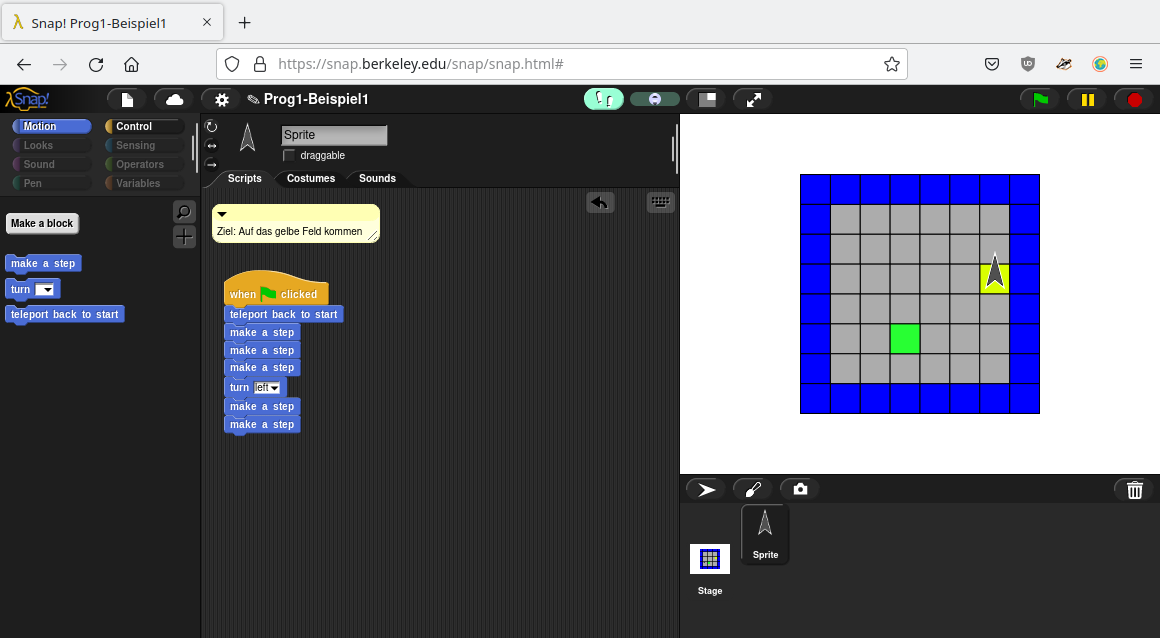 Snap! Prog1-Beispiel1
https://snap.berkeley.edu/snap/snap.html#
Snap!
Prog1-Beispiel1
Motion
Control
Looks
Sensing
Sound
Operators
Pen
Variables
Make a block
make a step
turn
teleport back to start
Sprite
draggable
Scripts
Costumes
Sounds
Ziel: Auf das gelbe Feld kommen
when clicked
teleport back to start
make a step
make a step
make a step
turn left
make a step
make a step
Sprite
Stage